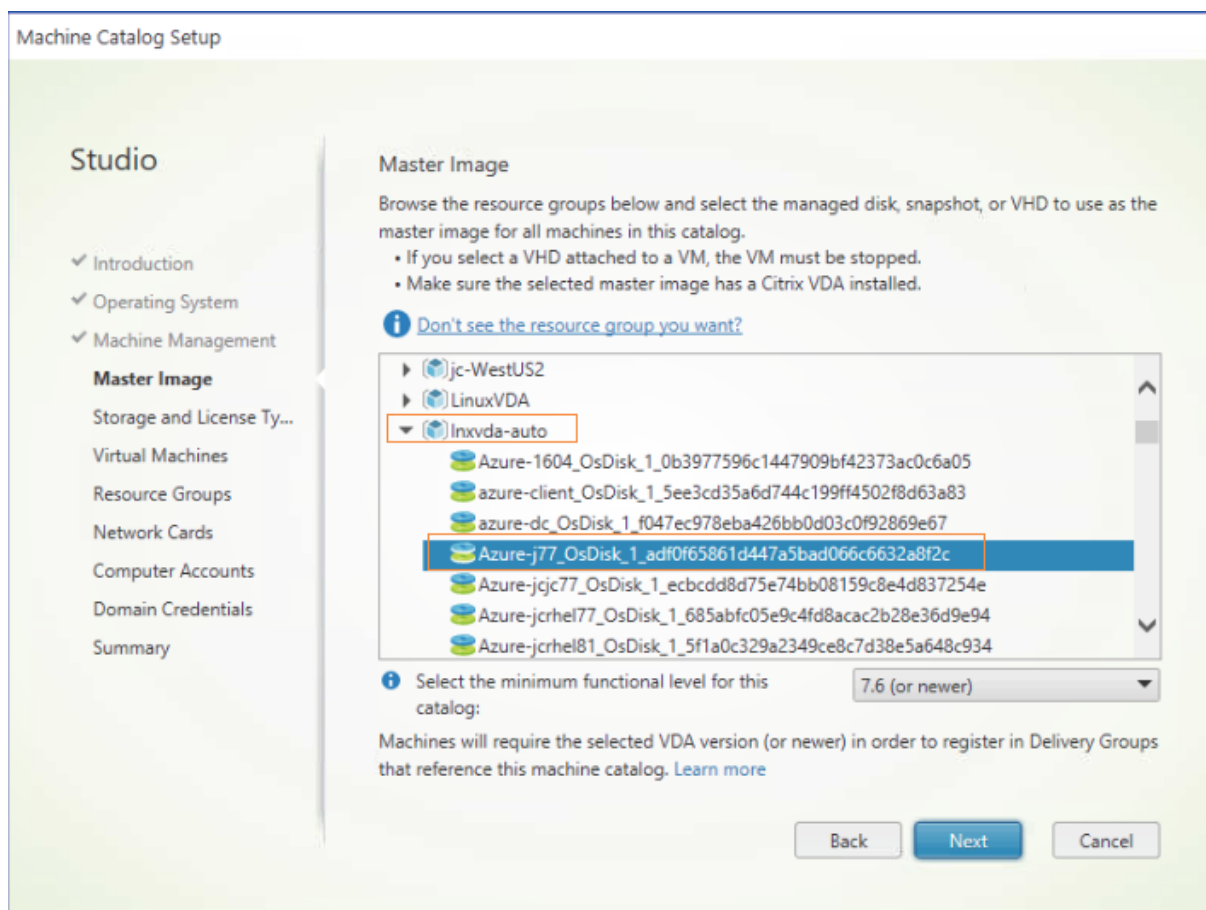 Machine Catalog Setup
Studio
Introduction
Operating System
Machine Management
Master Image
Storage and License Ty...
Virtual Machines
Resource Groups
Network Cards
Computer Accounts
Domain Credentials
Summary
Master Image
Browse the resource groups below and select the managed disk, snapshot, or VHD to use as the
master image for all machines in this catalog.
• If you select a VHD attached to a VM, the VM must be stopped.
• Make sure the selected master image has a Citrix VDA installed.
Don't see the resource group you want?
jc-WestUS2
LinuxVDA
lnxvda-auto
Azure-1604_OsDisk_1_0b3977596c1447909bf42373ac0c6a05
azure-client_OsDisk_1_5ee3cd35a6d744c199ff4502f8d63a83
azure-dc_OsDisk_1_f047ec978eba426bb0d03c0f92869e67
Azure-j77_OsDisk_1_adf0f65861d447a5bad066c6632a8f2c
Azure-jcjc77_OsDisk_1_ecbcdd8d75e74bb08159c8e4d837254e
Azure-jcrhel77_OsDisk_1_685abfc05e9c4fd8acac2b28e36d9e94
Azure-jcrhel81_OsDisk_1_5f1a0c329a2349ce8c7d38e5a648c934
Select the minimum functional level for this
catalog:
7.6 (or newer)
Machines will require the selected VDA version (or newer) in order to register in Delivery Groups
that reference this machine catalog. Learn more
Back
Next
Cancel